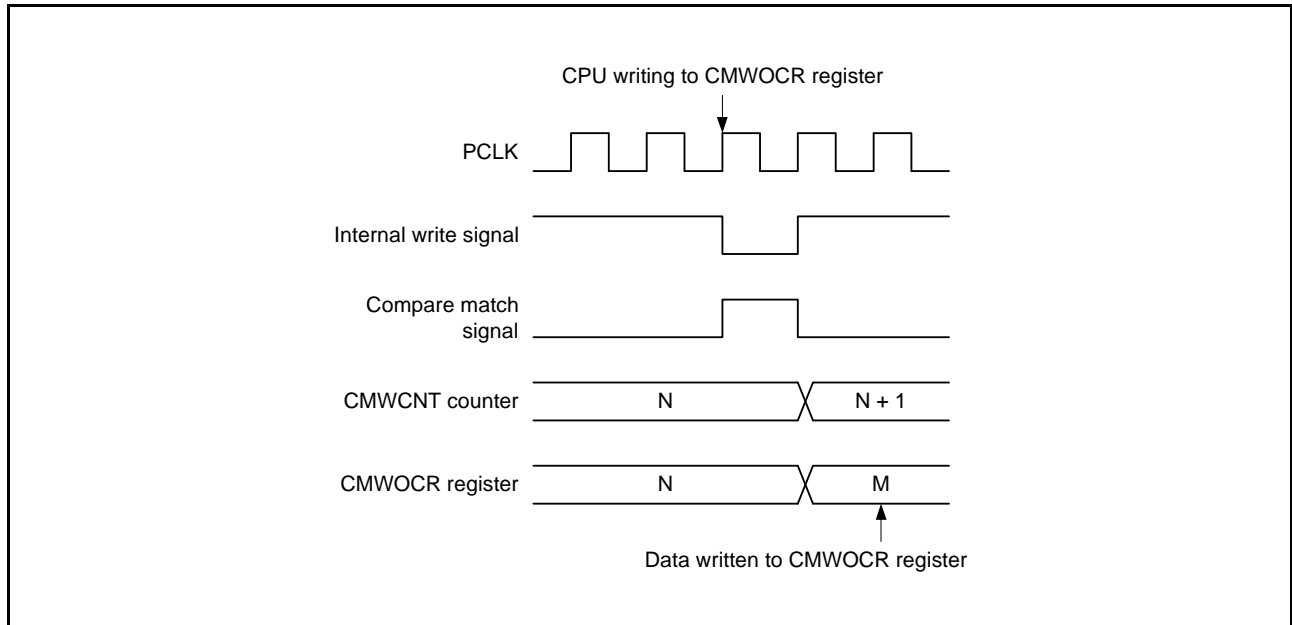 CPU writing to CMWOCR register
PCLK
Internal write signal
Compare match
signal
CMWCNT counter
N
N + 1
CMWOCR register
N
M
Data written to CMWOCR register